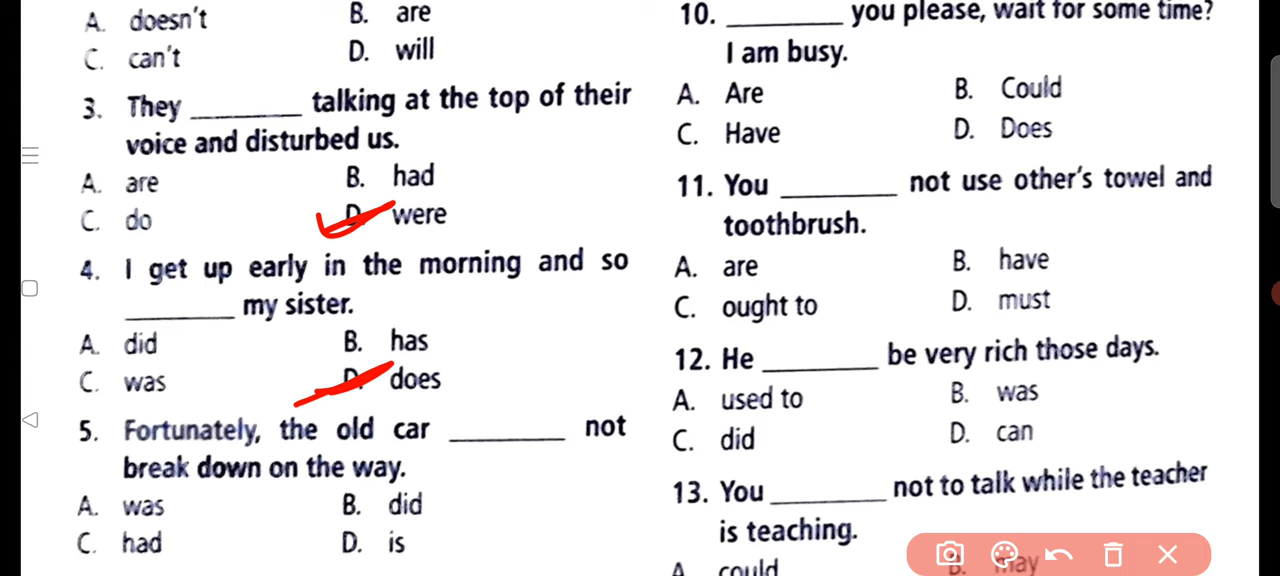 A. doesn't B. are
C. can't D. will
3. They ________ talking at the top of their
voice and disturbed us.
A. are B. had
C. do D. were
4. I get up early in the morning and so
________ my sister.
A. did B. has
C. was D. does
5. Fortunately, the old car ________ not
break down on the way.
A. was B. did
C. had D. is
10. ________ you please, wait for some time?
I am busy.
A. Are B. Could
C. Have D. Does
11. You ________ not use other's towel and
toothbrush.
A. are B. have
C. ought to D. must
12. He ________ be very rich those days.
A. used to B. was
C. did D. can
13. You ________ not to talk while the teacher
is teaching.
A. could B. may